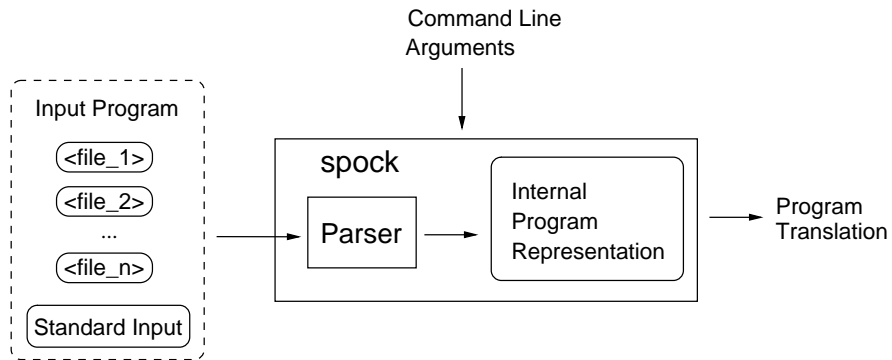 Command Line
Arguments
Input Program
<file_1>
<file_2>
...
<file_n>
Standard Input
spock
Parser
Internal
Program
Representation
Program
Translation